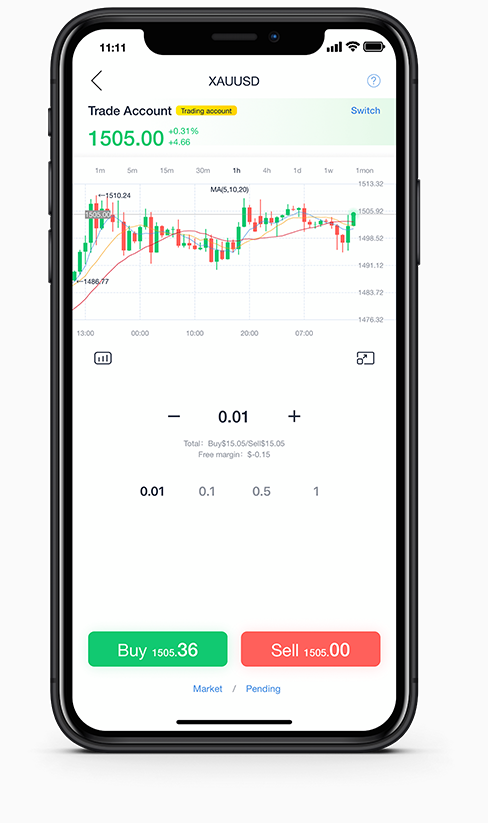 11:11
XAUUSD
?
Trade Account Trading account Switch
1505.00 +0.31%
+4.66
1m 5m 15m 30m 1h 4h 1d 1w 1mon
MA(5,10,20)
1513.32
←1510.24
1505.00
1505.92
1498.52
1491.12
←1486.77
1483.72
1476.32
13:00 00:00 10:00 20:00 07:00
− 0.01 +
Total: Buy$15.05/Sell$15.05
Free margin: $-0.15
0.01 0.1 0.5 1
Buy 1505.36 Sell 1505.00
Market / Pending